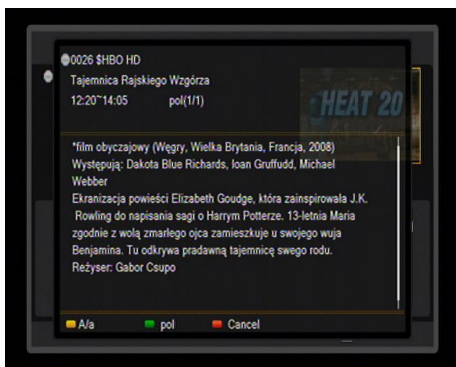 0026 $HBO HD
Tajemnica Rajskiego Wzgórza
12:20~14:05 pol(1/1)
HEAT 20
*film obyczajowy (Węgry, Wielka Brytania, Francja, 2008)
Występują: Dakota Blue Richards, Ioan Gruffudd, Michael
Webber
Ekranizacja powieści Elizabeth Goudge, która zainspirowała J.K.
Rowling do napisania sagi o Harrym Potterze. 13-letnia Maria
zgodnie z wolą zmarłego ojca zamieszkuje u swojego wuja
Benjamina. Tu odkrywa pradawną tajemnicę swego rodu.
Reżyser: Gabor Csupo
A/a pol Cancel